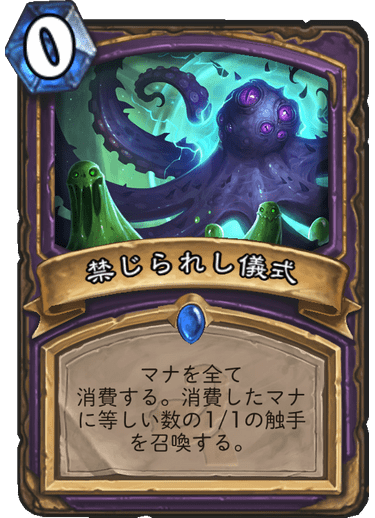 0
禁じられし儀式
マナを全て
消費する。消費したマナ
に等しい数の1/1の触手
を召喚する。